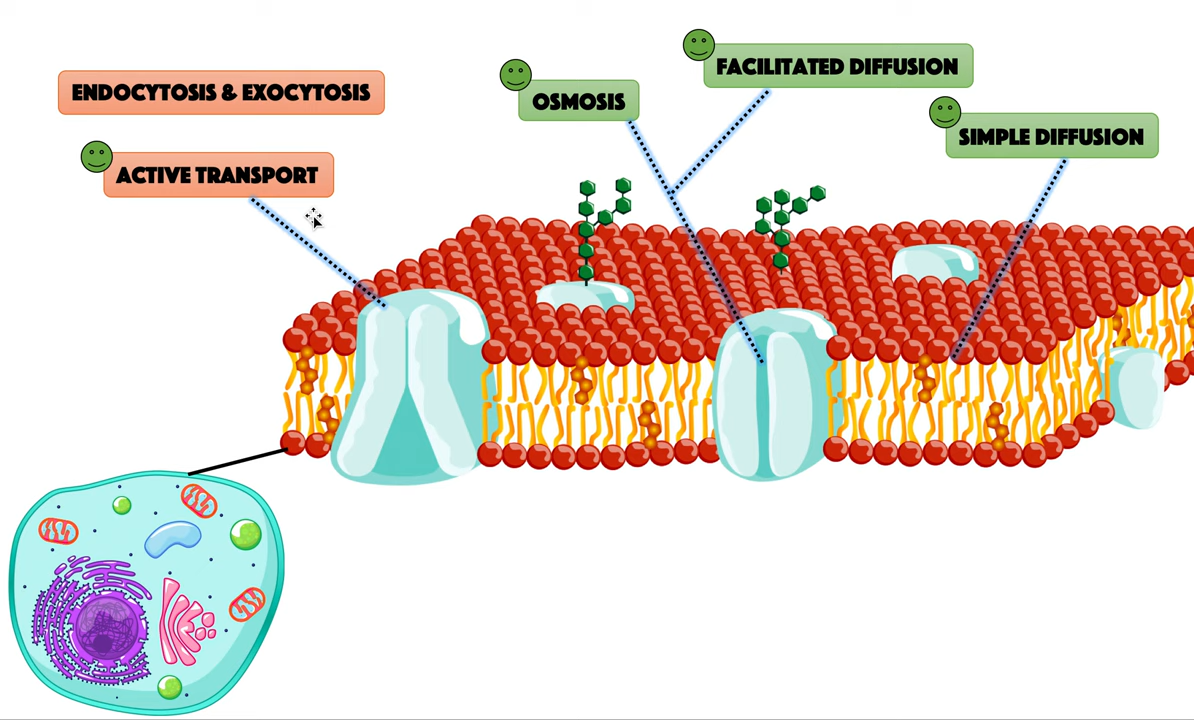 ENDOCYTOSIS & EXOCYTOSIS
ACTIVE TRANSPORT
OSMOSIS
FACILITATED DIFFUSION
SIMPLE DIFFUSION